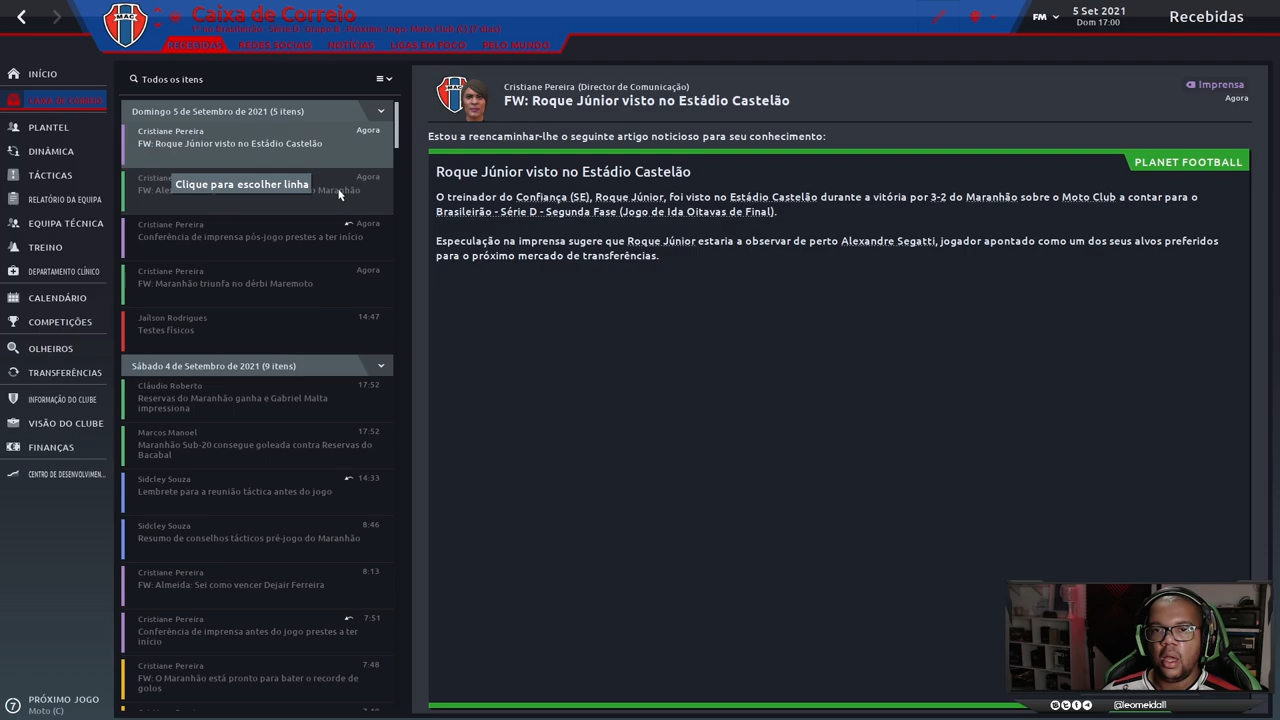 Caixa de Correio
5 Set 2021
Dom 17:00
FM
Recebidas
MAC
RECEBIDAS
REDES SOCIAIS
NOTÍCIAS
LIGAS EM FOCO
PELO MUNDO
INÍCIO
CAIXA DE CORREIO
PLANTEL
DINÂMICA
TÁCTICAS
RELATÓRIO DA EQUIPA
EQUIPA TÉCNICA
TREINO
DEPARTAMENTO CLÍNICO
CALENDÁRIO
COMPETIÇÕES
OLHEIROS
TRANSFERÊNCIAS
INFORMAÇÃO DO CLUBE
VISÃO DO CLUBE
FINANÇAS
CENTRO DE DESENVOLVIMEN...
PRÓXIMO JOGO
Moto (C)
Todos os itens
Domingo 5 de Setembro de 2021 (5 itens)
Cristiane Pereira Agora
FW: Roque Júnior visto no Estádio Castelão
Agora
Clique para escolher linha
Maranhão
Cristiane Pereira Agora
Conferência de imprensa pós-jogo prestes a ter início
Cristiane Pereira Agora
FW: Maranhão triunfa no dérbi Maremoto
Jaílson Rodrigues 14:47
Testes físicos
Sábado 4 de Setembro de 2021 (9 itens)
Cláudio Roberto 17:52
Reservas do Maranhão ganha e Gabriel Malta
impressiona
Marcos Manoel 17:52
Maranhão Sub-20 consegue goleada contra Reservas do
Bacabal
Sidcley Souza 14:33
Lembrete para a reunião táctica antes do jogo
Sidcley Souza 8:46
Resumo de conselhos tácticos pré-jogo do Maranhão
Cristiane Pereira 8:13
FW: Almeida: Sei como vencer Dejair Ferreira
Cristiane Pereira 7:51
Conferência de imprensa antes do jogo prestes a ter
início
Cristiane Pereira 7:48
FW: O Maranhão está pronto para bater o recorde de
golos
Cristiane Pereira (Director de Comunicação)
FW: Roque Júnior visto no Estádio Castelão
Imprensa
Agora
Estou a reencaminhar-lhe o seguinte artigo noticioso para seu conhecimento:
PLANET FOOTBALL
Roque Júnior visto no Estádio Castelão
O treinador do Confiança (SE), Roque Júnior, foi visto no Estádio Castelão durante a vitória por 3-2 do Maranhão sobre o Moto Club a contar para o
Brasileirão - Série D - Segunda Fase (Jogo de Ida Oitavas de Final).
Especulação na imprensa sugere que Roque Júnior estaria a observar de perto Alexandre Segatti, jogador apontado como um dos seus alvos preferidos
para o próximo mercado de transferências.
@leomeidall